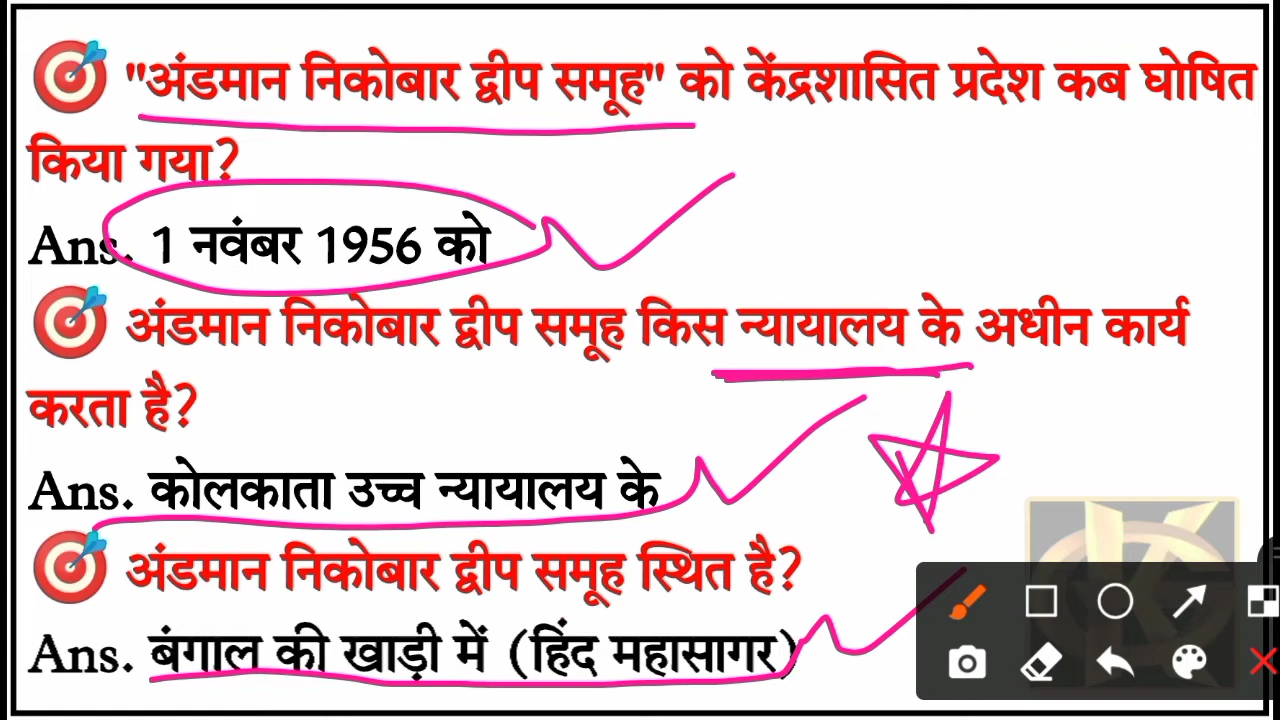 "अंडमान निकोबार द्वीप समूह" को केंद्रशासित प्रदेश कब घोषित
किया गया?
Ans. 1 नवंबर 1956 को
अंडमान निकोबार द्वीप समूह किस न्यायालय के अधीन कार्य
करता है?
Ans. कोलकाता उच्च न्यायालय के
अंडमान निकोबार द्वीप समूह स्थित है?
Ans. बंगाल की खाड़ी में (हिंद महासागर)